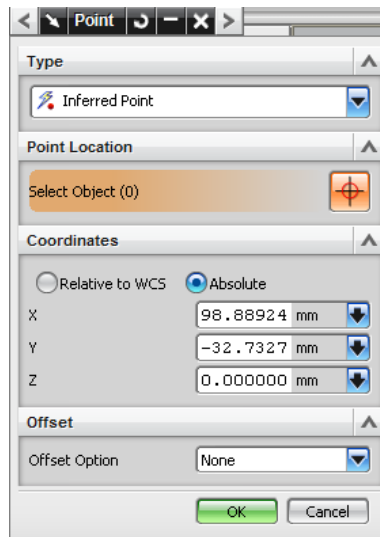 Point
Type
Inferred Point
Point Location
Select Object (0)
Coordinates
Relative to WCS Absolute
X 98.88924 mm
Y -32.7327 mm
Z 0.000000 mm
Offset
Offset Option None
OK Cancel